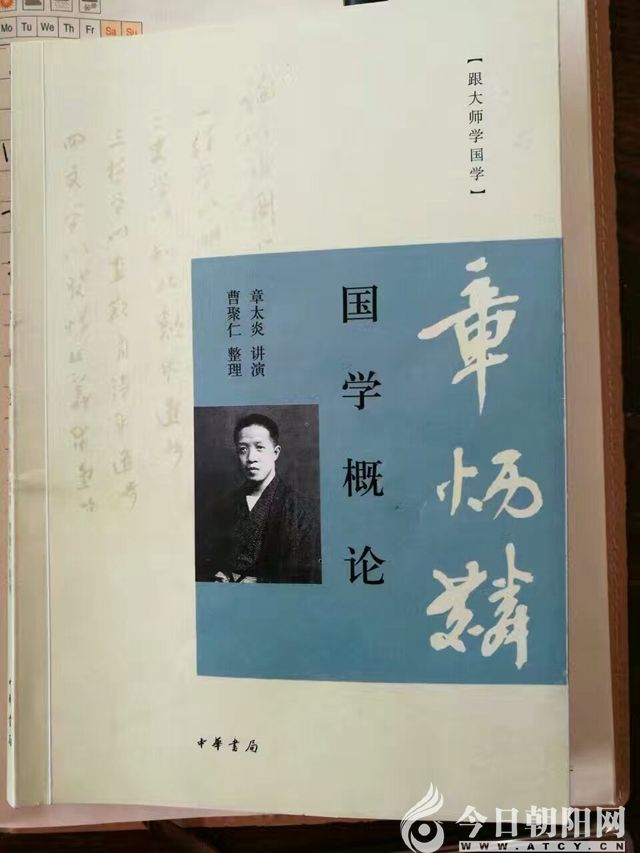 Mo Tu We Th Fr Sa Su
【跟大师学国学】
章炳麟
国学概论
章太炎 讲演
曹聚仁 整理
中華書局
今日朝阳网
WWW.ATCY.CN